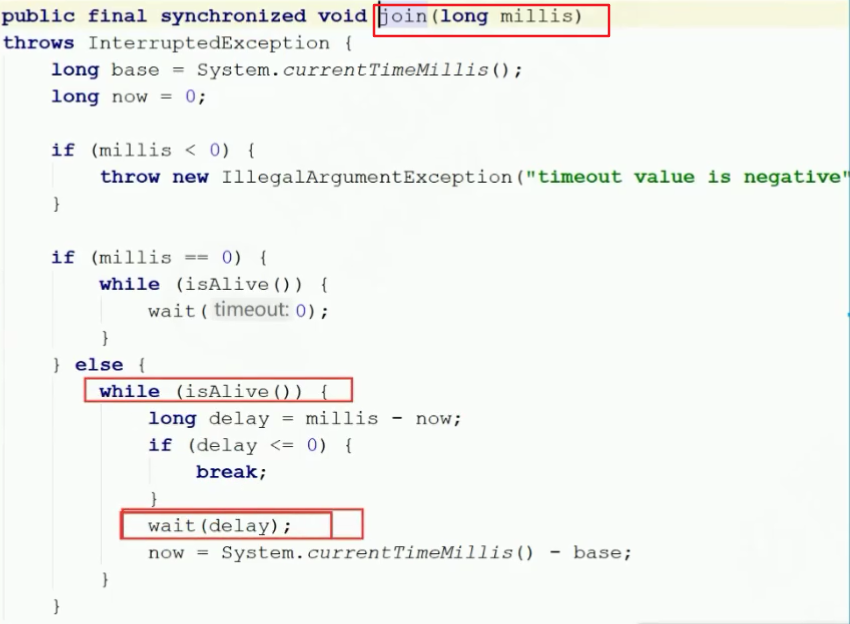 public final synchronized void join(long millis)
throws InterruptedException {
    long base = System.currentTimeMillis();
    long now = 0;

    if (millis < 0) {
        throw new IllegalArgumentException("timeout value is negative"
    }

    if (millis == 0) {
        while (isAlive()) {
            wait( timeout: 0);
        }
    } else {
        while (isAlive()) {
            long delay = millis - now;
            if (delay <= 0) {
                break;
            }
            wait(delay);
            now = System.currentTimeMillis() - base;
        }
    }